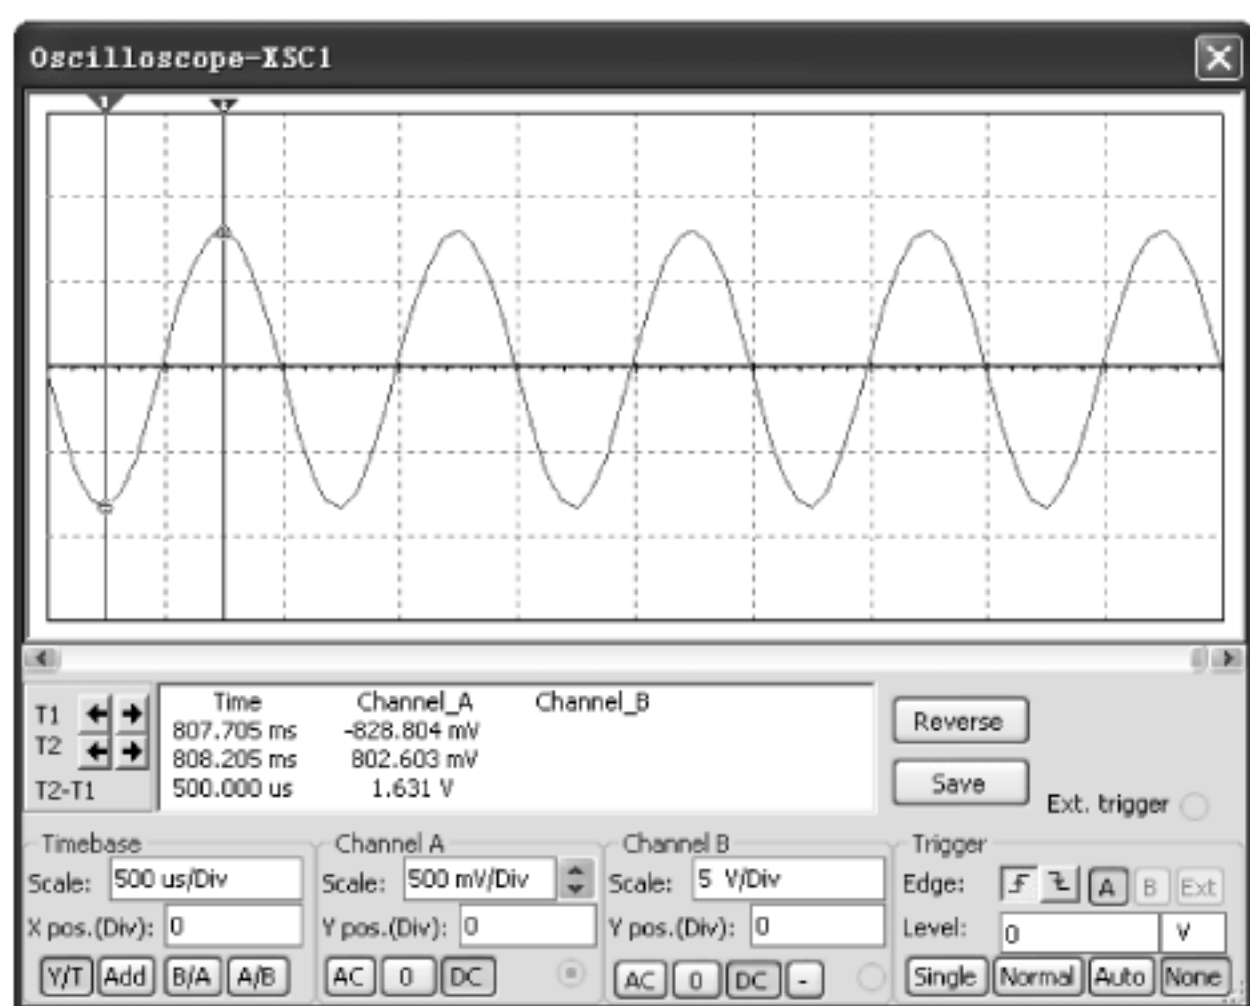 Oscilloscope-XSC1
1
Time Channel_A Channel_B
T1 807.705 ms -828.804 mV
T2 808.205 ms 802.603 mV
T2-T1 500.000 us 1.631 V
Reverse
Save
Ext. trigger
Timebase Channel A Channel B Trigger
Scale: 500 us/Div Scale: 500 mV/Div Scale: 5 V/Div Edge: A B Ext
X pos.(Div): 0 Y pos.(Div): 0 Y pos.(Div): 0 Level: 0 V
Y/T Add B/A A/B AC 0 DC AC 0 DC - Single Normal Auto None